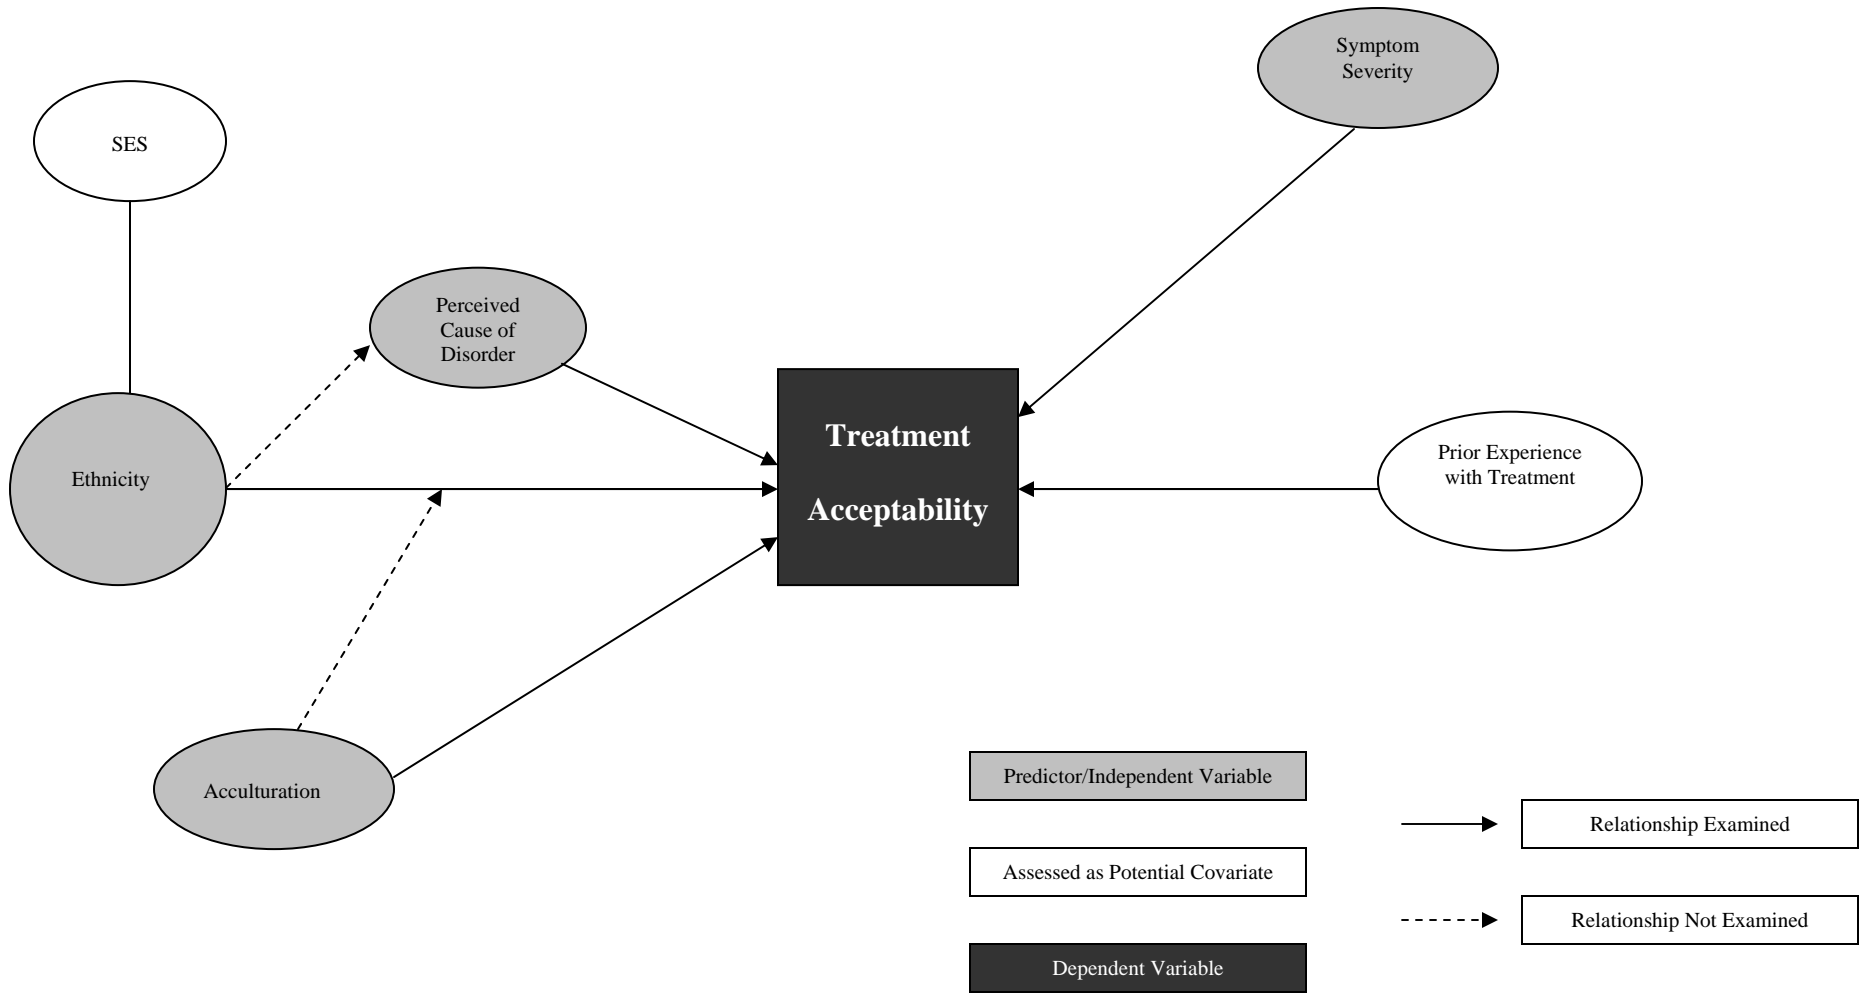 Symptom
Severity
SES
Perceived
Cause of
Disorder
Treatment
Acceptability
Prior Experience
with Treatment
Ethnicity
Acculturation
Predictor/Independent Variable
Relationship Examined
Assessed as Potential Covariate
Relationship Not Examined
Dependent Variable